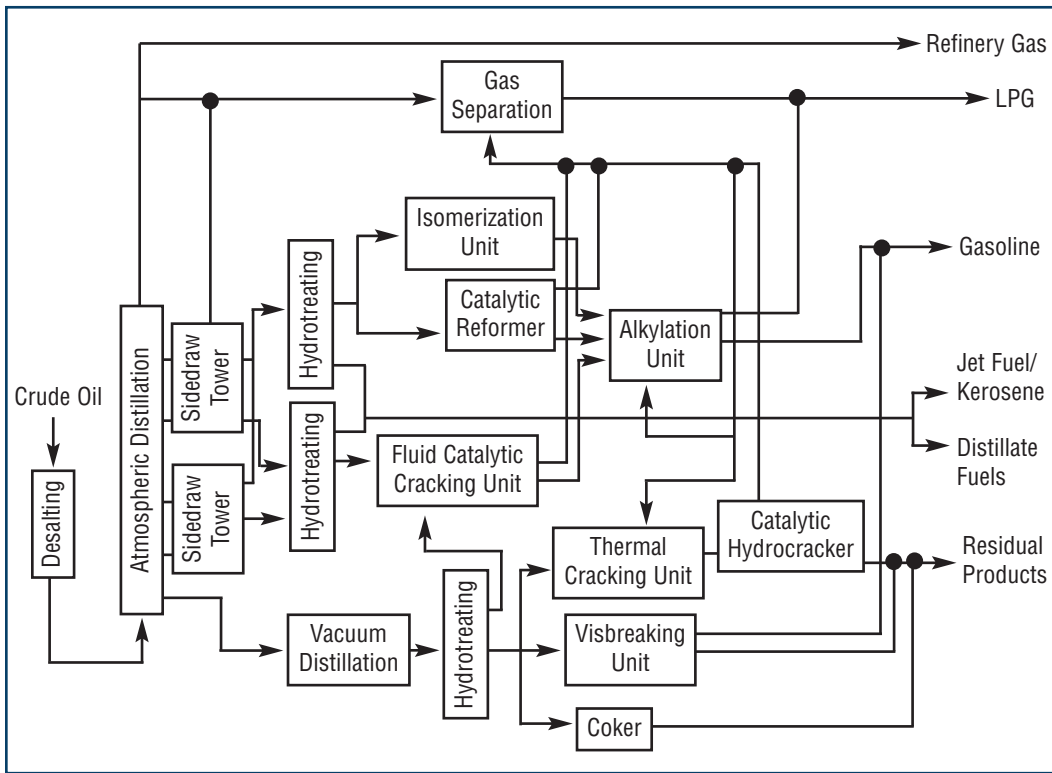 Refinery Gas
Gas
Separation
LPG
Isomerization
Unit
Gasoline
Hydrotreating
Catalytic
Reformer
Alkylation
Unit
Sidedraw
Tower
Atmospheric Distillation
Crude Oil
Jet Fuel/
Kerosene
Hydrotreating
Fluid Catalytic
Cracking Unit
Distillate
Fuels
Desalting
Sidedraw
Tower
Thermal
Cracking Unit
Catalytic
Hydrocracker
Residual
Products
Vacuum
Distillation
Hydrotreating
Visbreaking
Unit
Coker